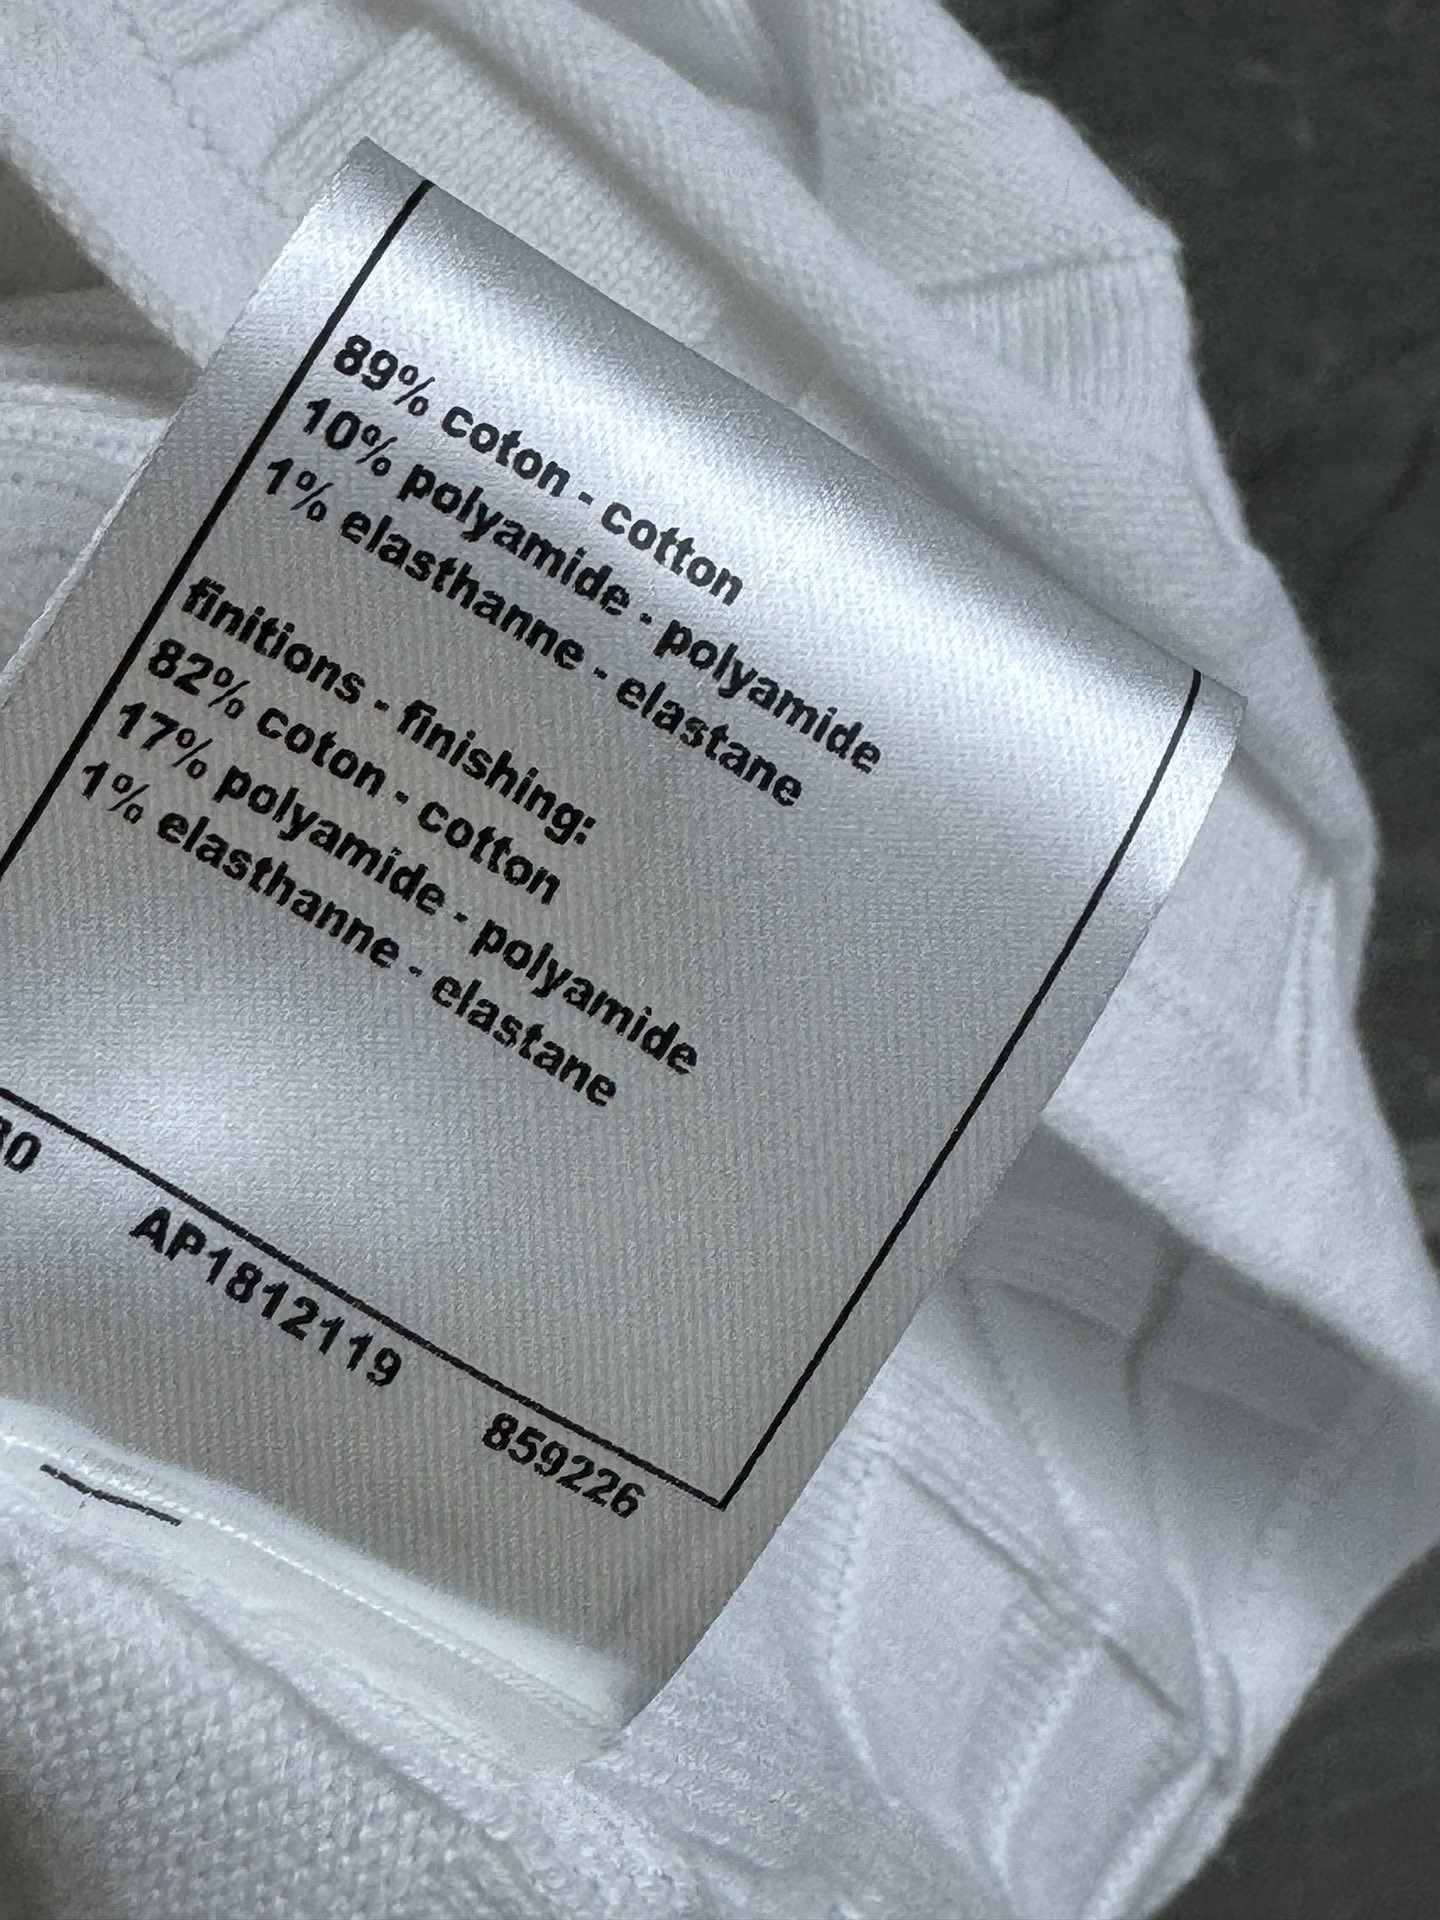 89% coton - cotton
10% polyamide - polyamide
1% elasthanne - elastane
finitions - finishing:
82% coton - cotton
17% polyamide - polyamide
1% elasthanne - elastane
AP1812119 859226